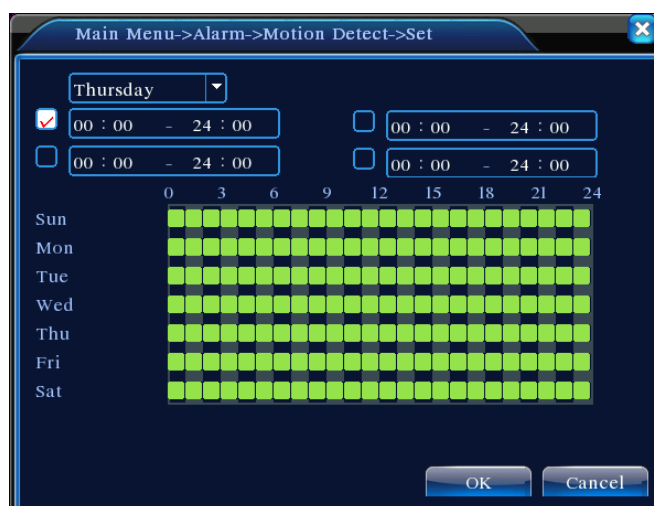 Main Menu->Alarm->Motion Detect->Set
Thursday
00 : 00 - 24 : 00 00 : 00 - 24 : 00
00 : 00 - 24 : 00 00 : 00 - 24 : 00
0 3 6 9 12 15 18 21 24
Sun
Mon
Tue
Wed
Thu
Fri
Sat
OK Cancel